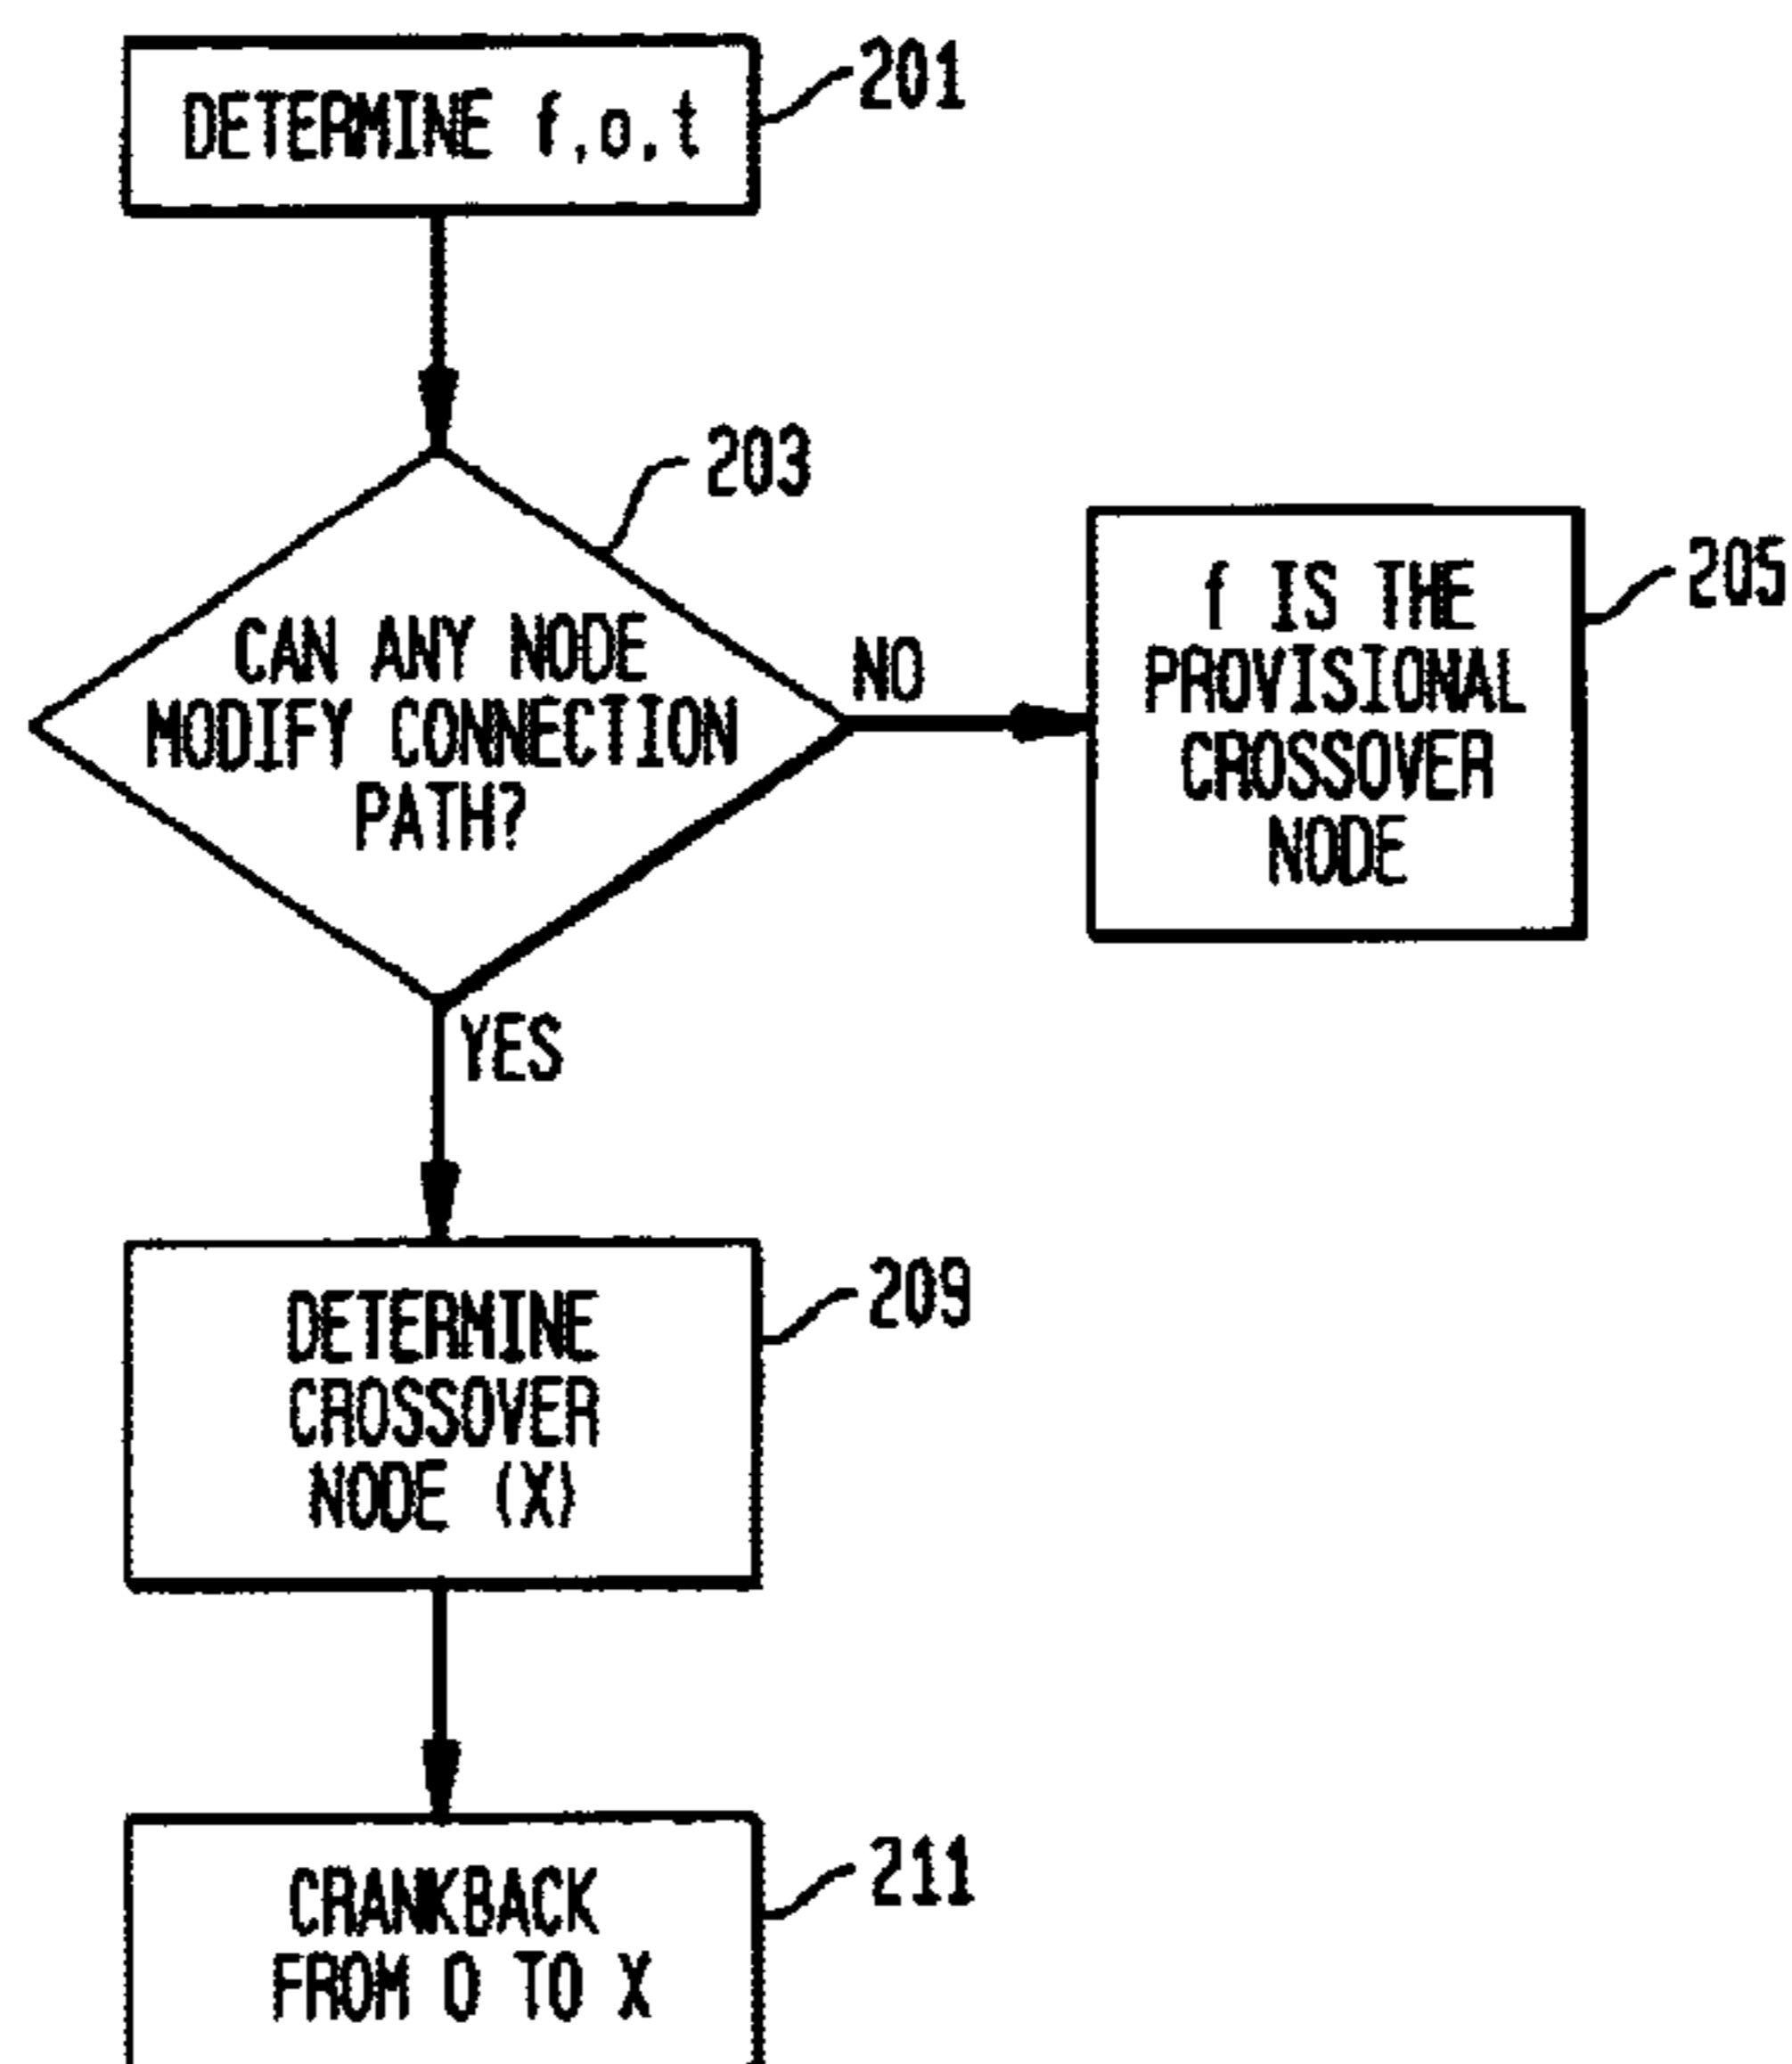 DETERMINE f,o,t
201
203
CAN ANY NODE
MODIFY CONNECTION
PATH?
NO
f IS THE
PROVISIONAL
CROSSOVER
NODE
205
YES
DETERMINE
CROSSOVER
NODE (X)
209
CRANKBACK
FROM O TO X
211